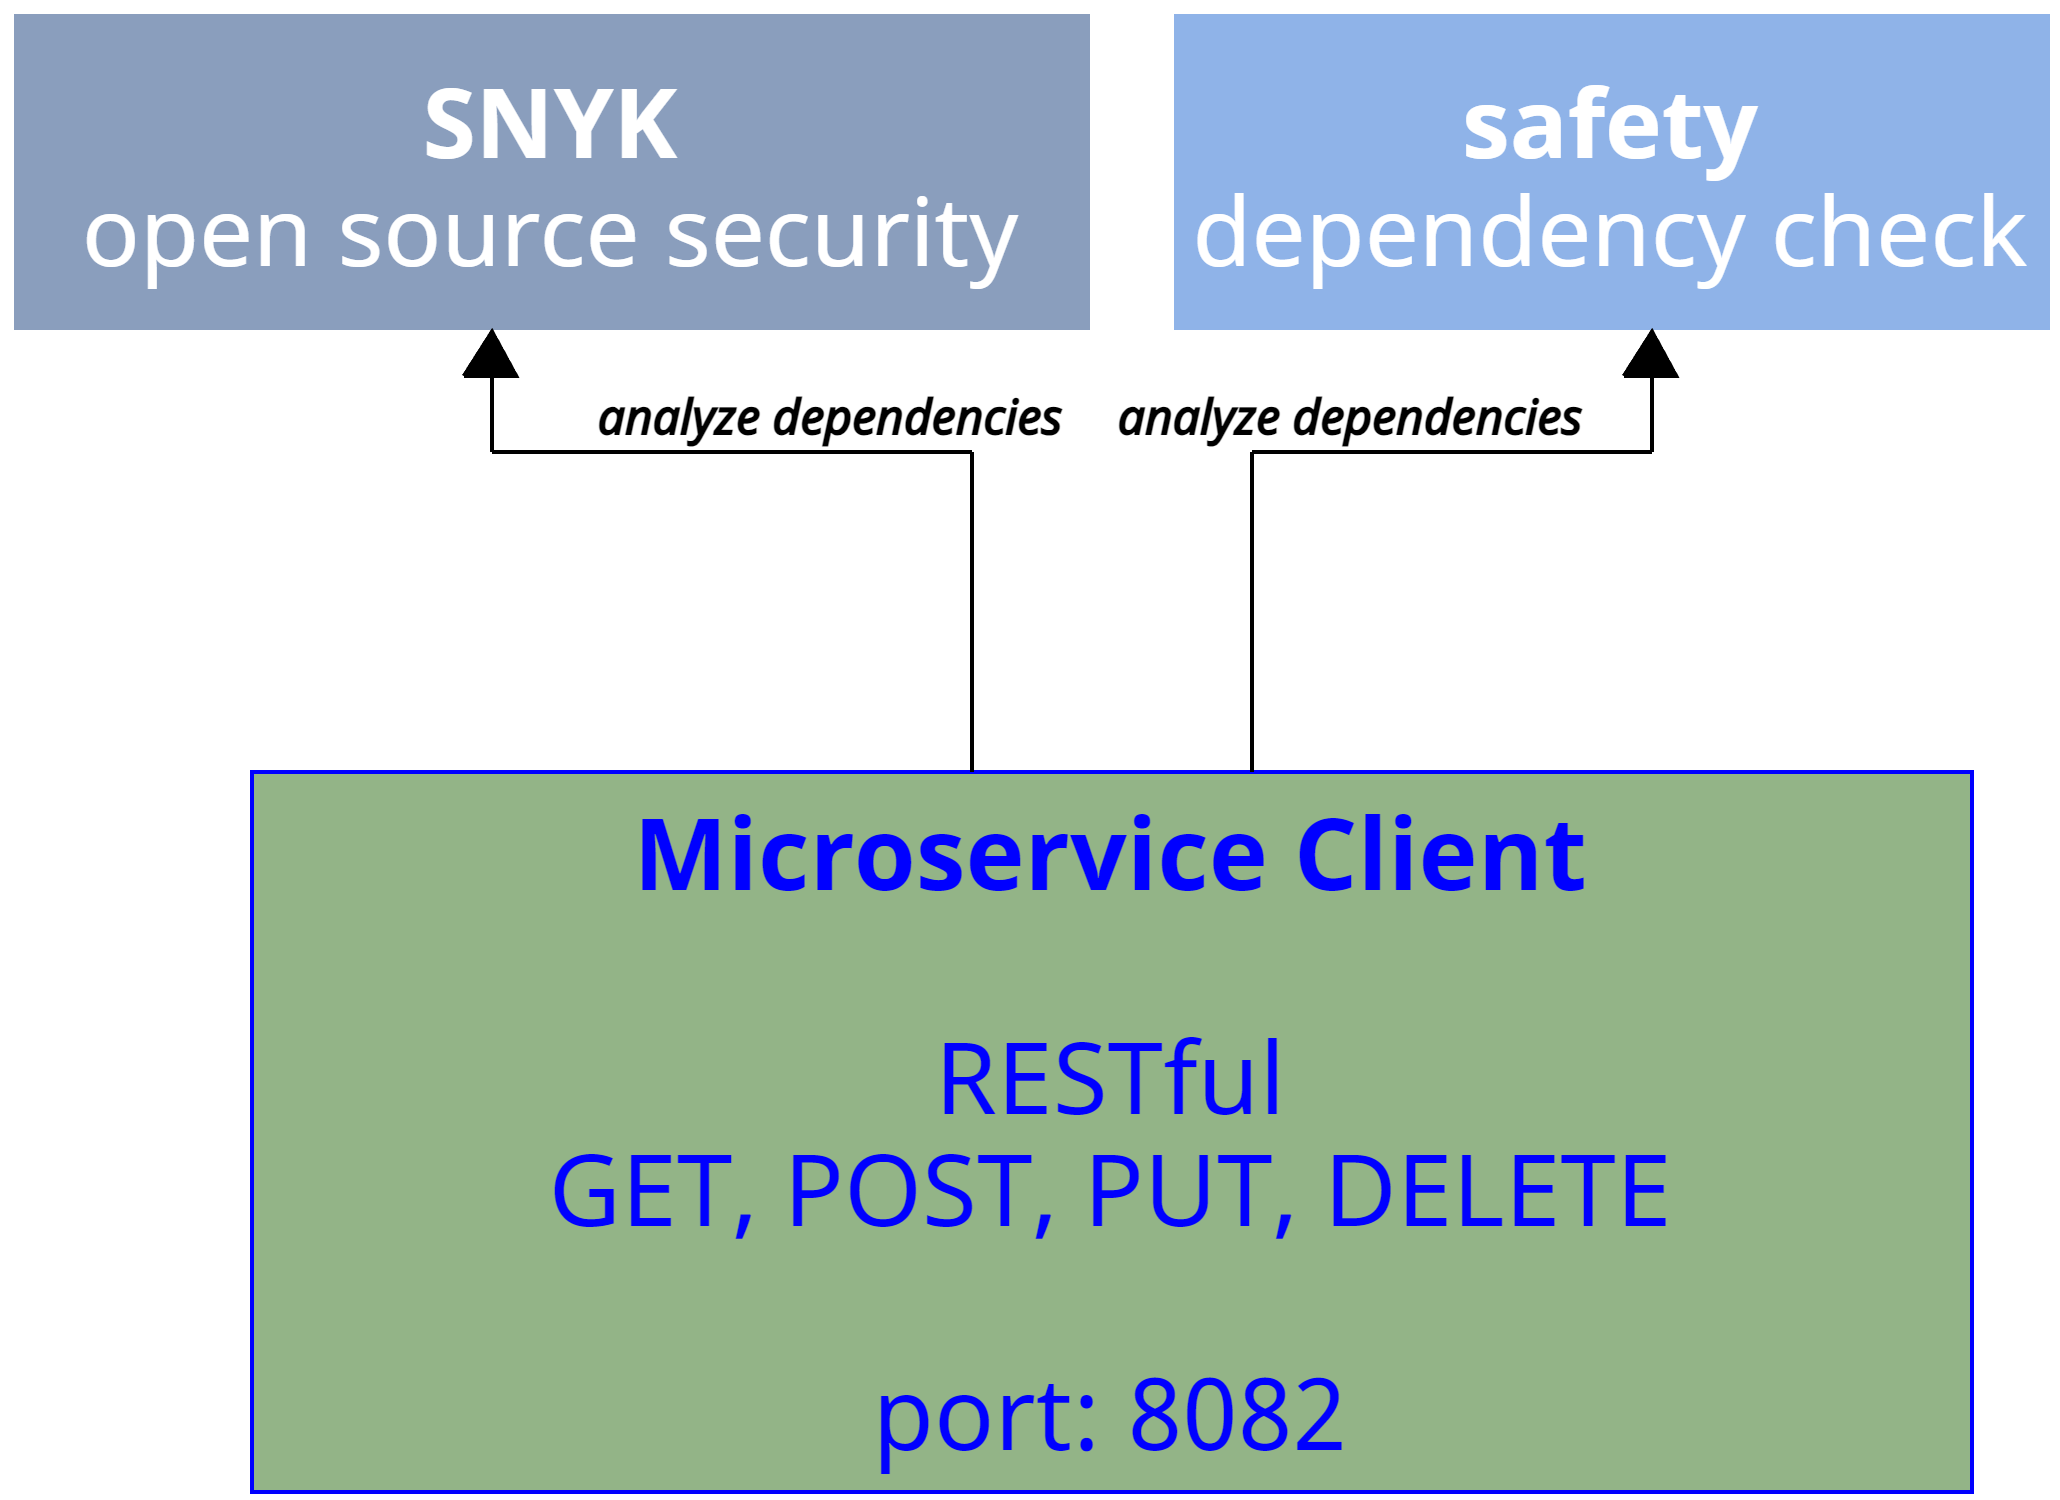 SNYK
open source security
safety
dependency check
analyze dependencies
analyze dependencies
Microservice Client
RESTful
GET, POST, PUT, DELETE
port: 8082